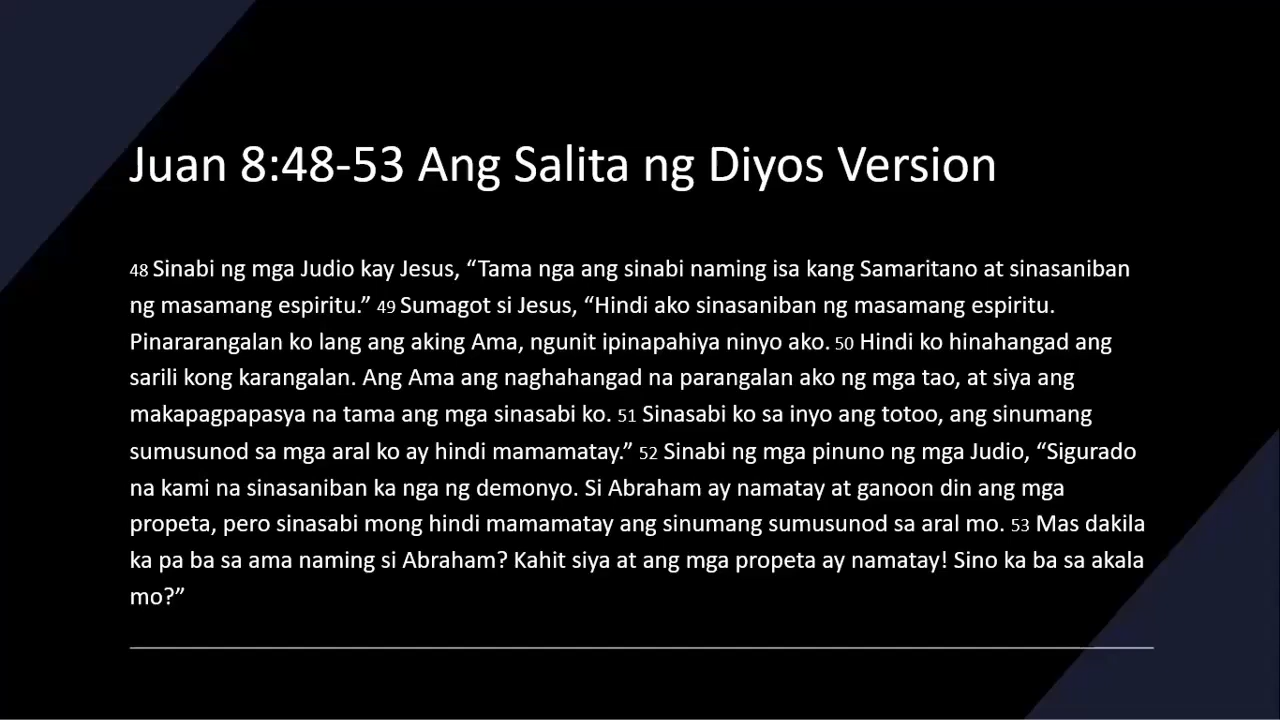 Juan 8:48-53 Ang Salita ng Diyos Version
48 Sinabi ng mga Judio kay Jesus, “Tama nga ang sinabi naming isa kang Samaritano at sinasaniban
ng masamang espiritu.” 49 Sumagot si Jesus, “Hindi ako sinasaniban ng masamang espiritu.
Pinararangalan ko lang ang aking Ama, ngunit ipinapahiya ninyo ako. 50 Hindi ko hinahangad ang
sarili kong karangalan. Ang Ama ang naghahangad na parangalan ako ng mga tao, at siya ang
makapagpapasya na tama ang mga sinasabi ko. 51 Sinasabi ko sa inyo ang totoo, ang sinumang
sumusunod sa mga aral ko ay hindi mamamatay.” 52 Sinabi ng mga pinuno ng mga Judio, “Sigurado
na kami na sinasaniban ka nga ng demonyo. Si Abraham ay namatay at ganoon din ang mga
propeta, pero sinasabi mong hindi mamamatay ang sinumang sumusunod sa aral mo. 53 Mas dakila
ka pa ba sa ama naming si Abraham? Kahit siya at ang mga propeta ay namatay! Sino ka ba sa akala
mo?”